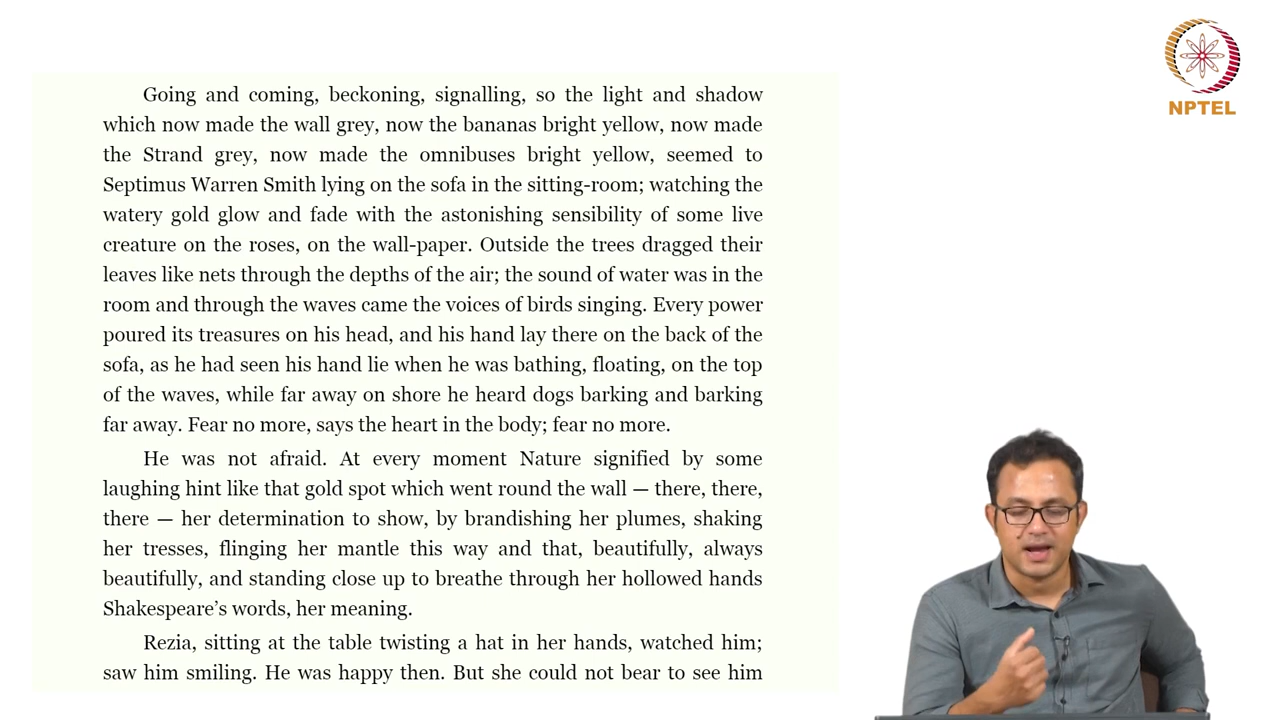 Going and coming, beckoning, signalling, so the light and shadow
which now made the wall grey, now the bananas bright yellow, now made
the Strand grey, now made the omnibuses bright yellow, seemed to
Septimus Warren Smith lying on the sofa in the sitting-room; watching the
watery gold glow and fade with the astonishing sensibility of some live
creature on the roses, on the wall-paper. Outside the trees dragged their
leaves like nets through the depths of the air; the sound of water was in the
room and through the waves came the voices of birds singing. Every power
poured its treasures on his head, and his hand lay there on the back of the
sofa, as he had seen his hand lie when he was bathing, floating, on the top
of the waves, while far away on shore he heard dogs barking and barking
far away. Fear no more, says the heart in the body; fear no more.
He was not afraid. At every moment Nature signified by some
laughing hint like that gold spot which went round the wall — there, there,
there — her determination to show, by brandishing her plumes, shaking
her tresses, flinging her mantle this way and that, beautifully, always
beautifully, and standing close up to breathe through her hollowed hands
Shakespeare’s words, her meaning.
Rezia, sitting at the table twisting a hat in her hands, watched him;
saw him smiling. He was happy then. But she could not bear to see him
NPTEL